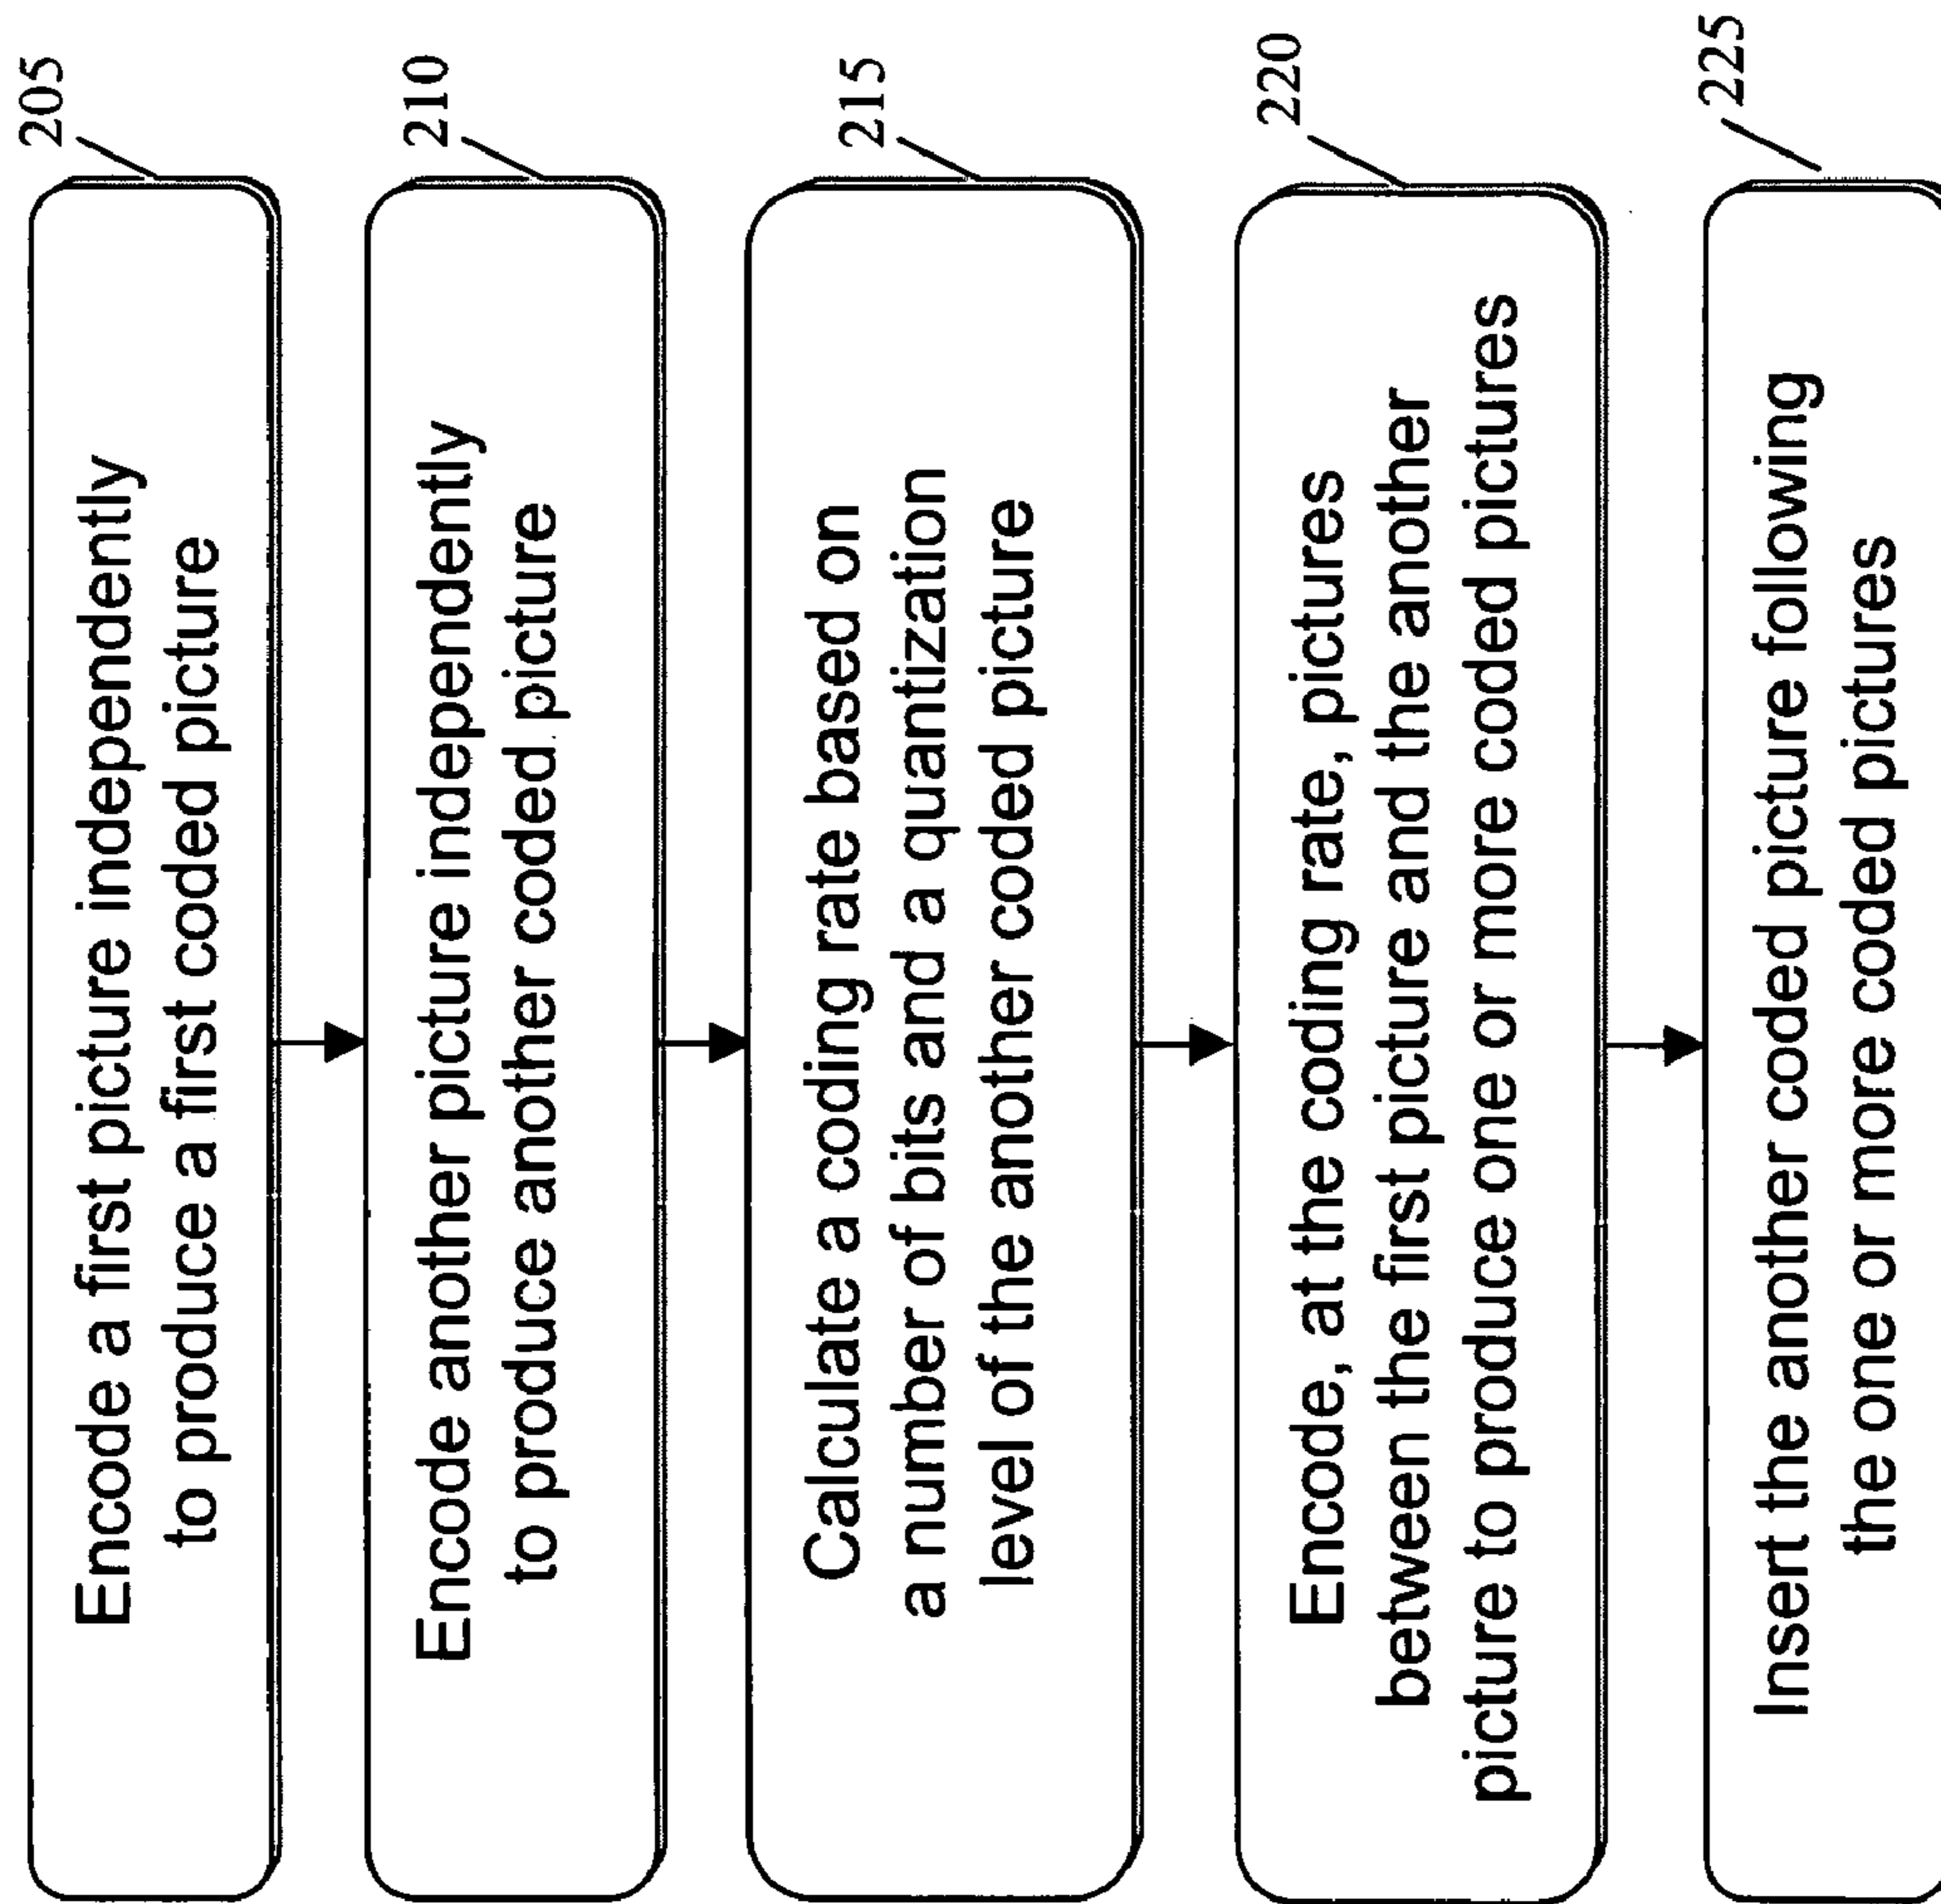 205
Encode a first picture independently
to produce a first coded picture
210
Encode another picture independently
to produce another coded picture
215
Calculate a coding rate based on
a number of bits and a quantization
level of the another coded picture
220
Encode, at the coding rate, pictures
between the first picture and the another
picture to produce one or more coded pictures
225
Insert the another coded picture following
the one or more coded pictures